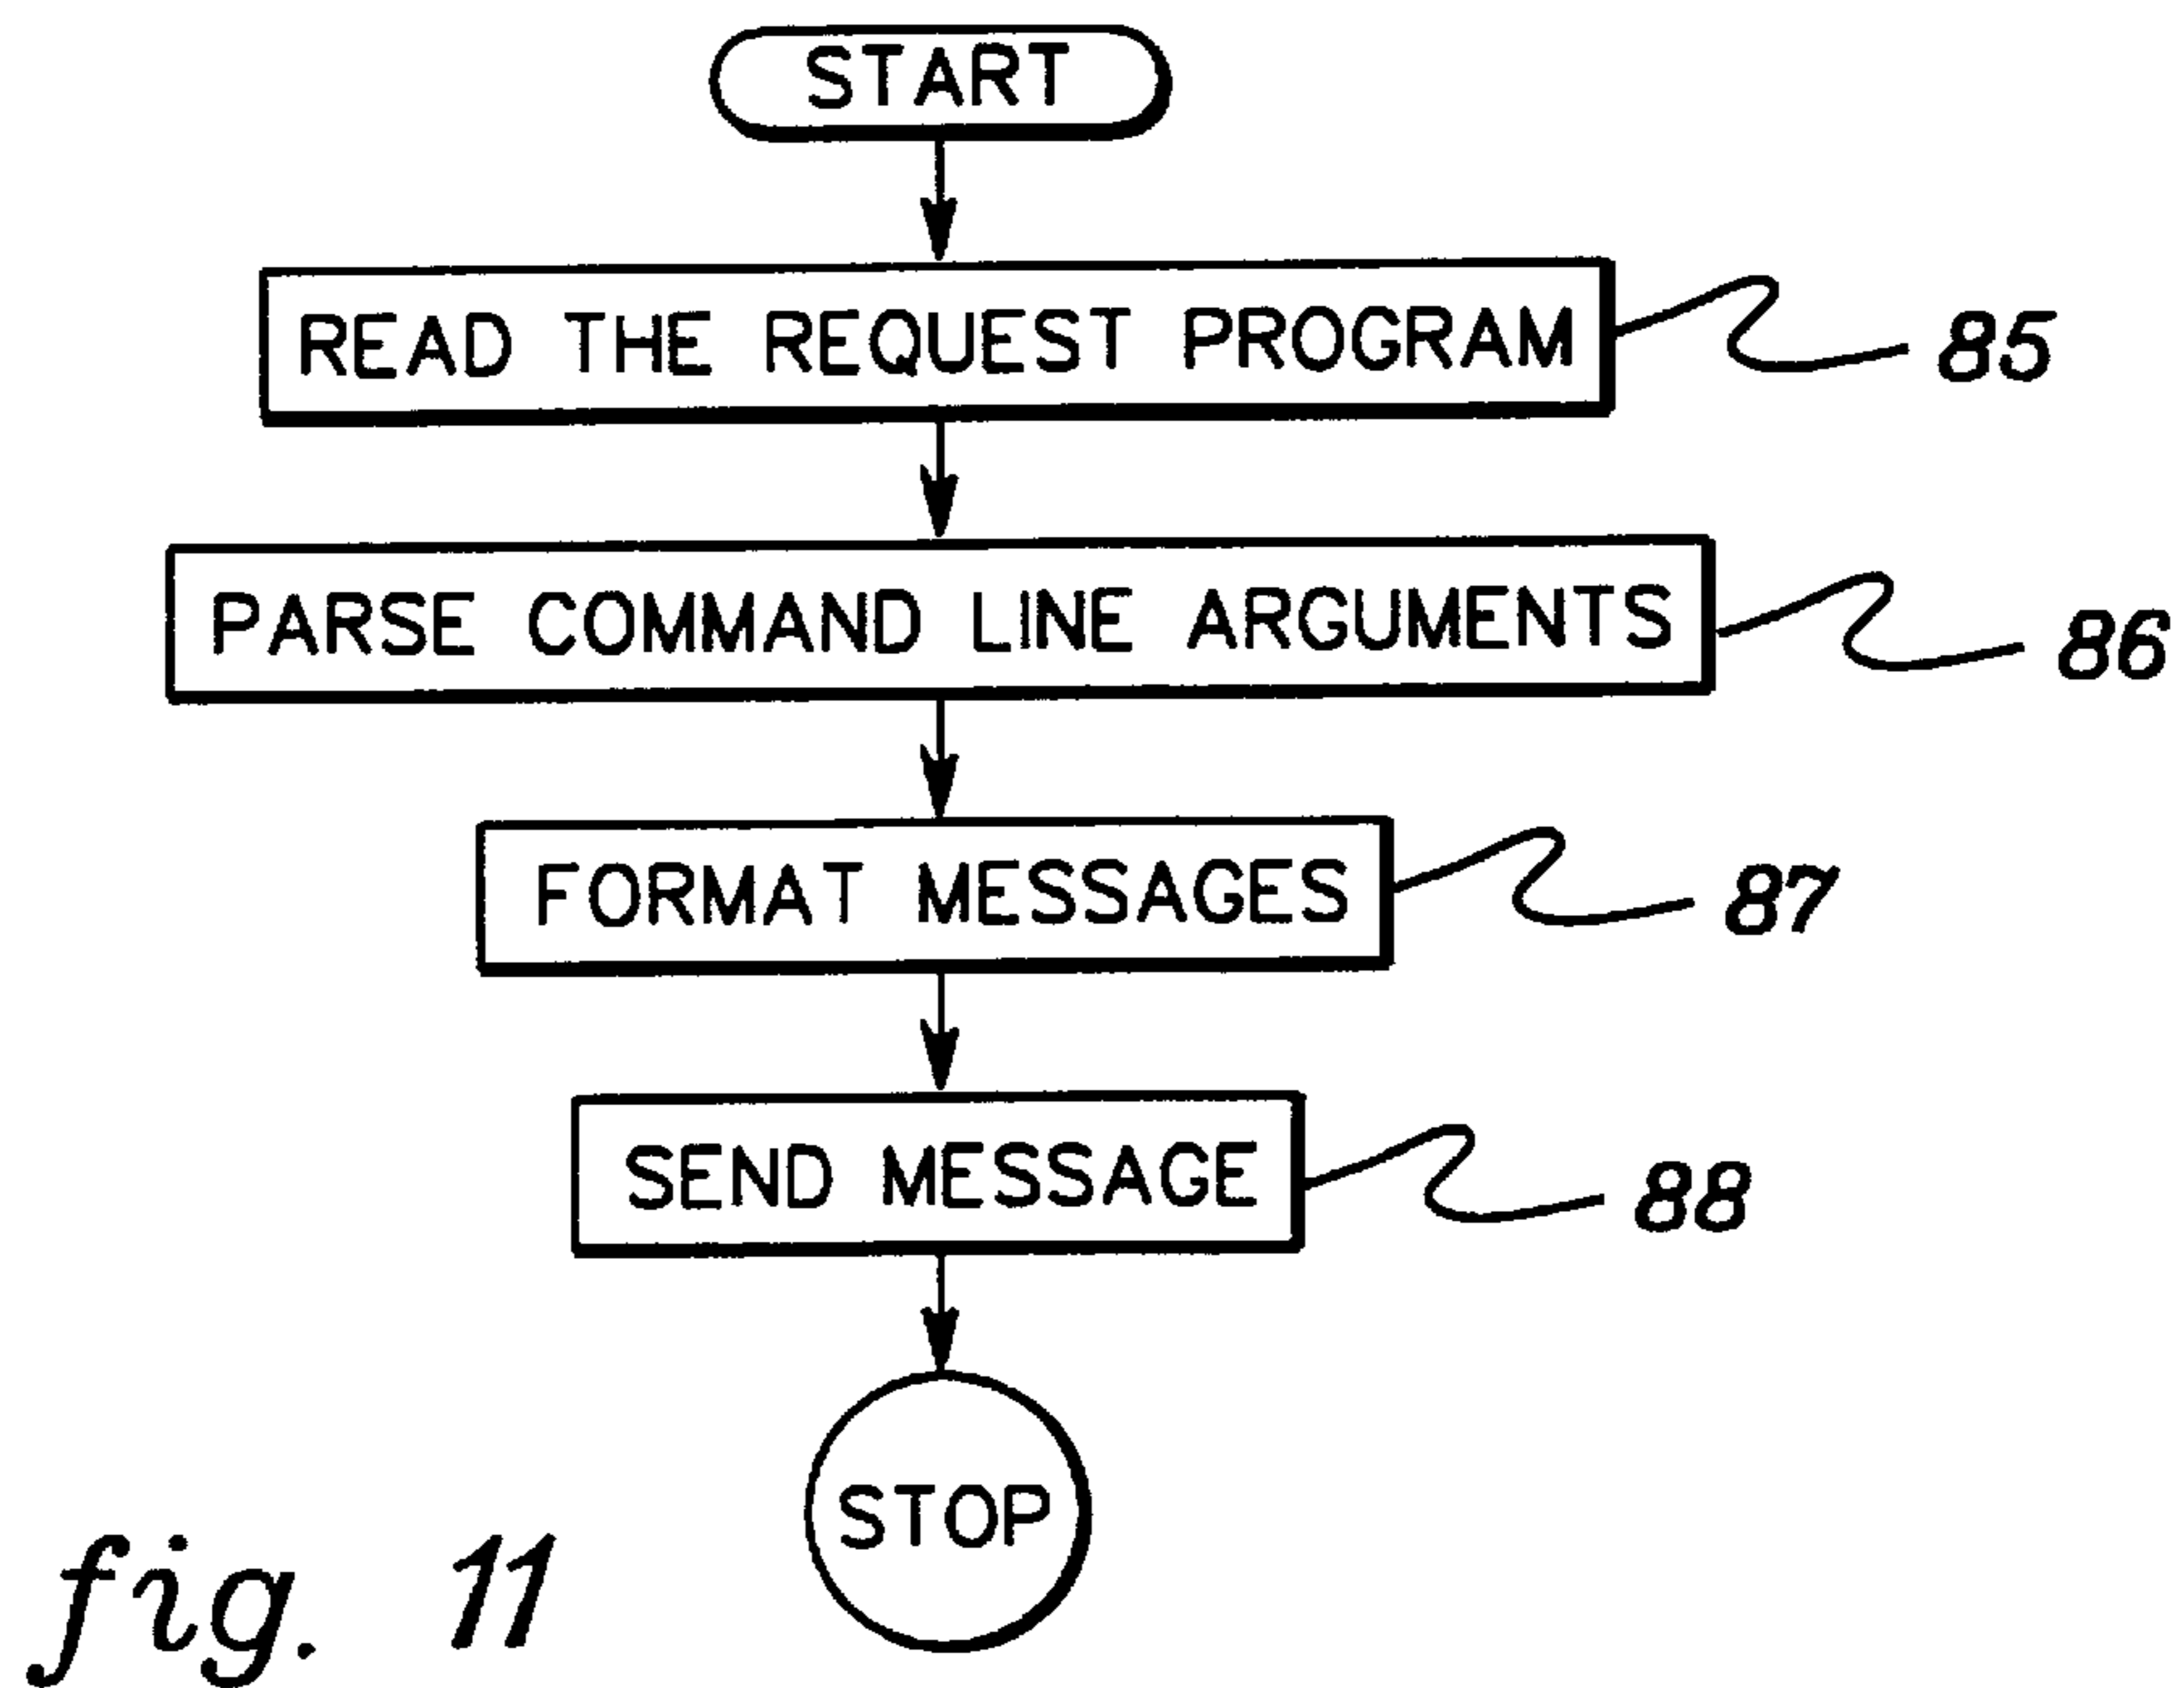 START
READ THE REQUEST PROGRAM
85
PARSE COMMAND LINE ARGUMENTS
86
FORMAT MESSAGES
87
SEND MESSAGE
88
STOP
fig. 11